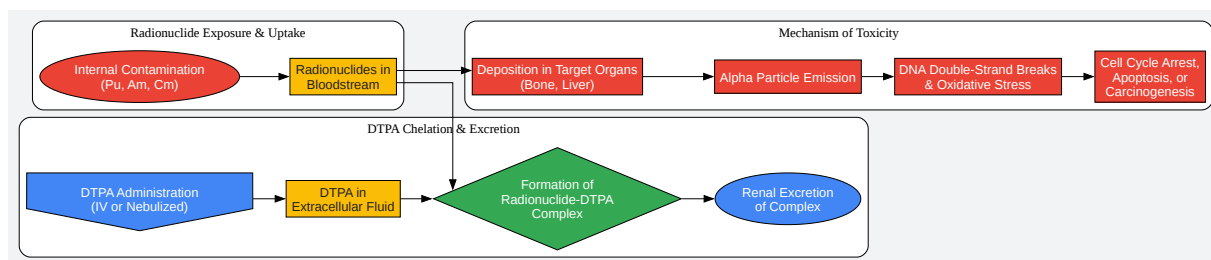 Radionuclide Exposure & Uptake
Internal Contamination
(Pu, Am, Cm)
Radionuclides in
Bloodstream
Mechanism of Toxicity
Deposition in Target Organs
(Bone, Liver)
Alpha Particle Emission
DNA Double-Strand Breaks
& Oxidative Stress
Cell Cycle Arrest,
Apoptosis, or
Carcinogenesis
DTPA Chelation & Excretion
DTPA Administration
(IV or Nebulized)
DTPA in
Extracellular Fluid
Formation of
Radionuclide-DTPA
Complex
Renal Excretion
of Complex